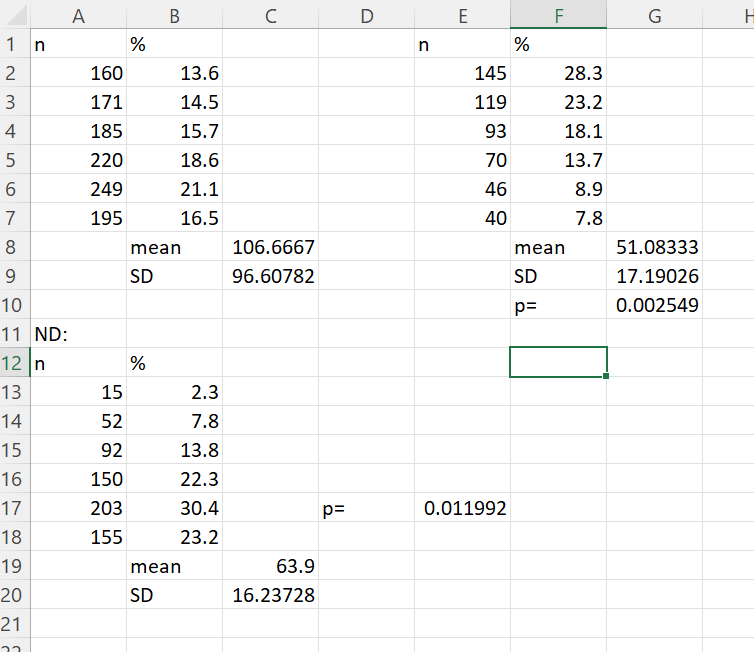 A B C D E F G H
1 n % n %
2 160 13.6 145 28.3
3 171 14.5 119 23.2
4 185 15.7 93 18.1
5 220 18.6 70 13.7
6 249 21.1 46 8.9
7 195 16.5 40 7.8
8 mean 106.6667 mean 51.08333
9 SD 96.60782 SD 17.19026
10 p= 0.002549
11 ND:
12 n %
13 15 2.3
14 52 7.8
15 92 13.8
16 150 22.3
17 203 30.4 p= 0.011992
18 155 23.2
19 mean 63.9
20 SD 16.23728
21
22